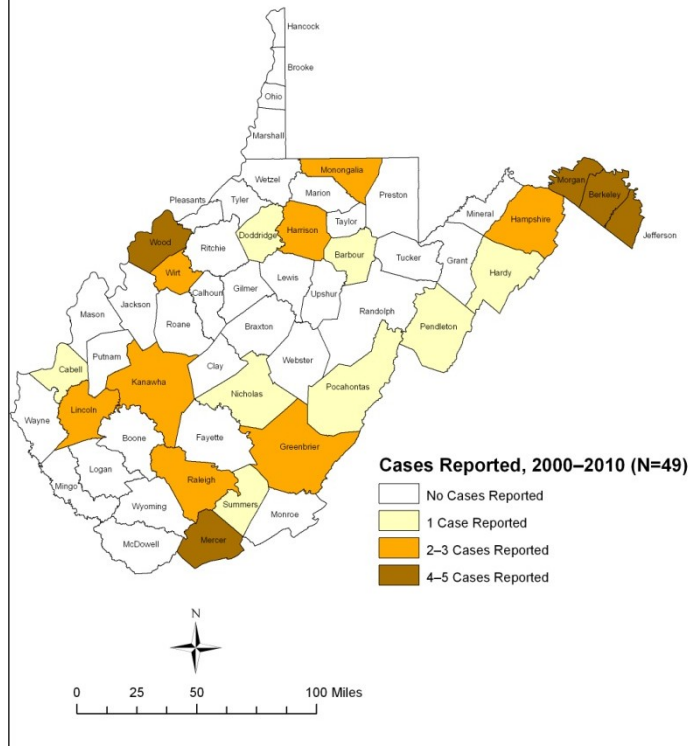 Hancock
Brooke
Ohio
Marshall
Wetzel
Monongalia
Marion
Preston
Morgan
Berkeley
Jefferson
Mineral
Hampshire
Pleasants
Tyler
Doddridge
Harrison
Taylor
Barbour
Tucker
Grant
Hardy
Wood
Ritchie
Wirt
Calhoun
Gilmer
Lewis
Upshur
Randolph
Pendleton
Mason
Jackson
Roane
Braxton
Webster
Pocahontas
Putnam
Cabell
Kanawha
Clay
Nicholas
Wayne
Lincoln
Boone
Fayette
Greenbrier
Logan
Mingo
Raleigh
Summers
Monroe
Wyoming
McDowell
Mercer
Cases Reported, 2000–2010 (N=49)
No Cases Reported
1 Case Reported
2–3 Cases Reported
4–5 Cases Reported
N
0 25 50 100 Miles